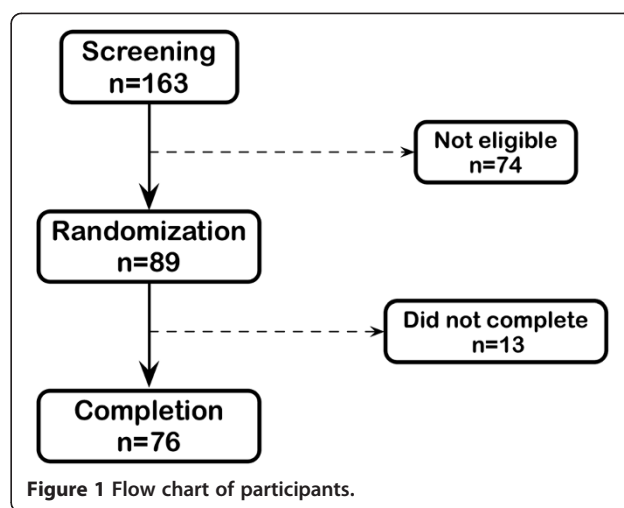 Screening
n=163
Not eligible
n=74
Randomization
n=89
Did not complete
n=13
Completion
n=76
Figure 1 Flow chart of participants.